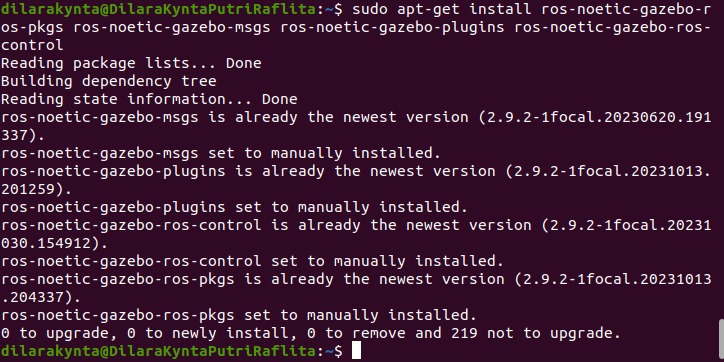 dilarakynta@DilaraKyntaPutriRaflita:~$ sudo apt-get install ros-noetic-gazebo-r
os-pkgs ros-noetic-gazebo-msgs ros-noetic-gazebo-plugins ros-noetic-gazebo-ros-
control
Reading package lists... Done
Building dependency tree
Reading state information... Done
ros-noetic-gazebo-msgs is already the newest version (2.9.2-1focal.20230620.191
337).
ros-noetic-gazebo-msgs set to manually installed.
ros-noetic-gazebo-plugins is already the newest version (2.9.2-1focal.20231013.
201259).
ros-noetic-gazebo-plugins set to manually installed.
ros-noetic-gazebo-ros-control is already the newest version (2.9.2-1focal.20231
030.154912).
ros-noetic-gazebo-ros-control set to manually installed.
ros-noetic-gazebo-ros-pkgs is already the newest version (2.9.2-1focal.20231013
.204337).
ros-noetic-gazebo-ros-pkgs set to manually installed.
0 to upgrade, 0 to newly install, 0 to remove and 219 not to upgrade.
dilarakynta@DilaraKyntaPutriRaflita:~$